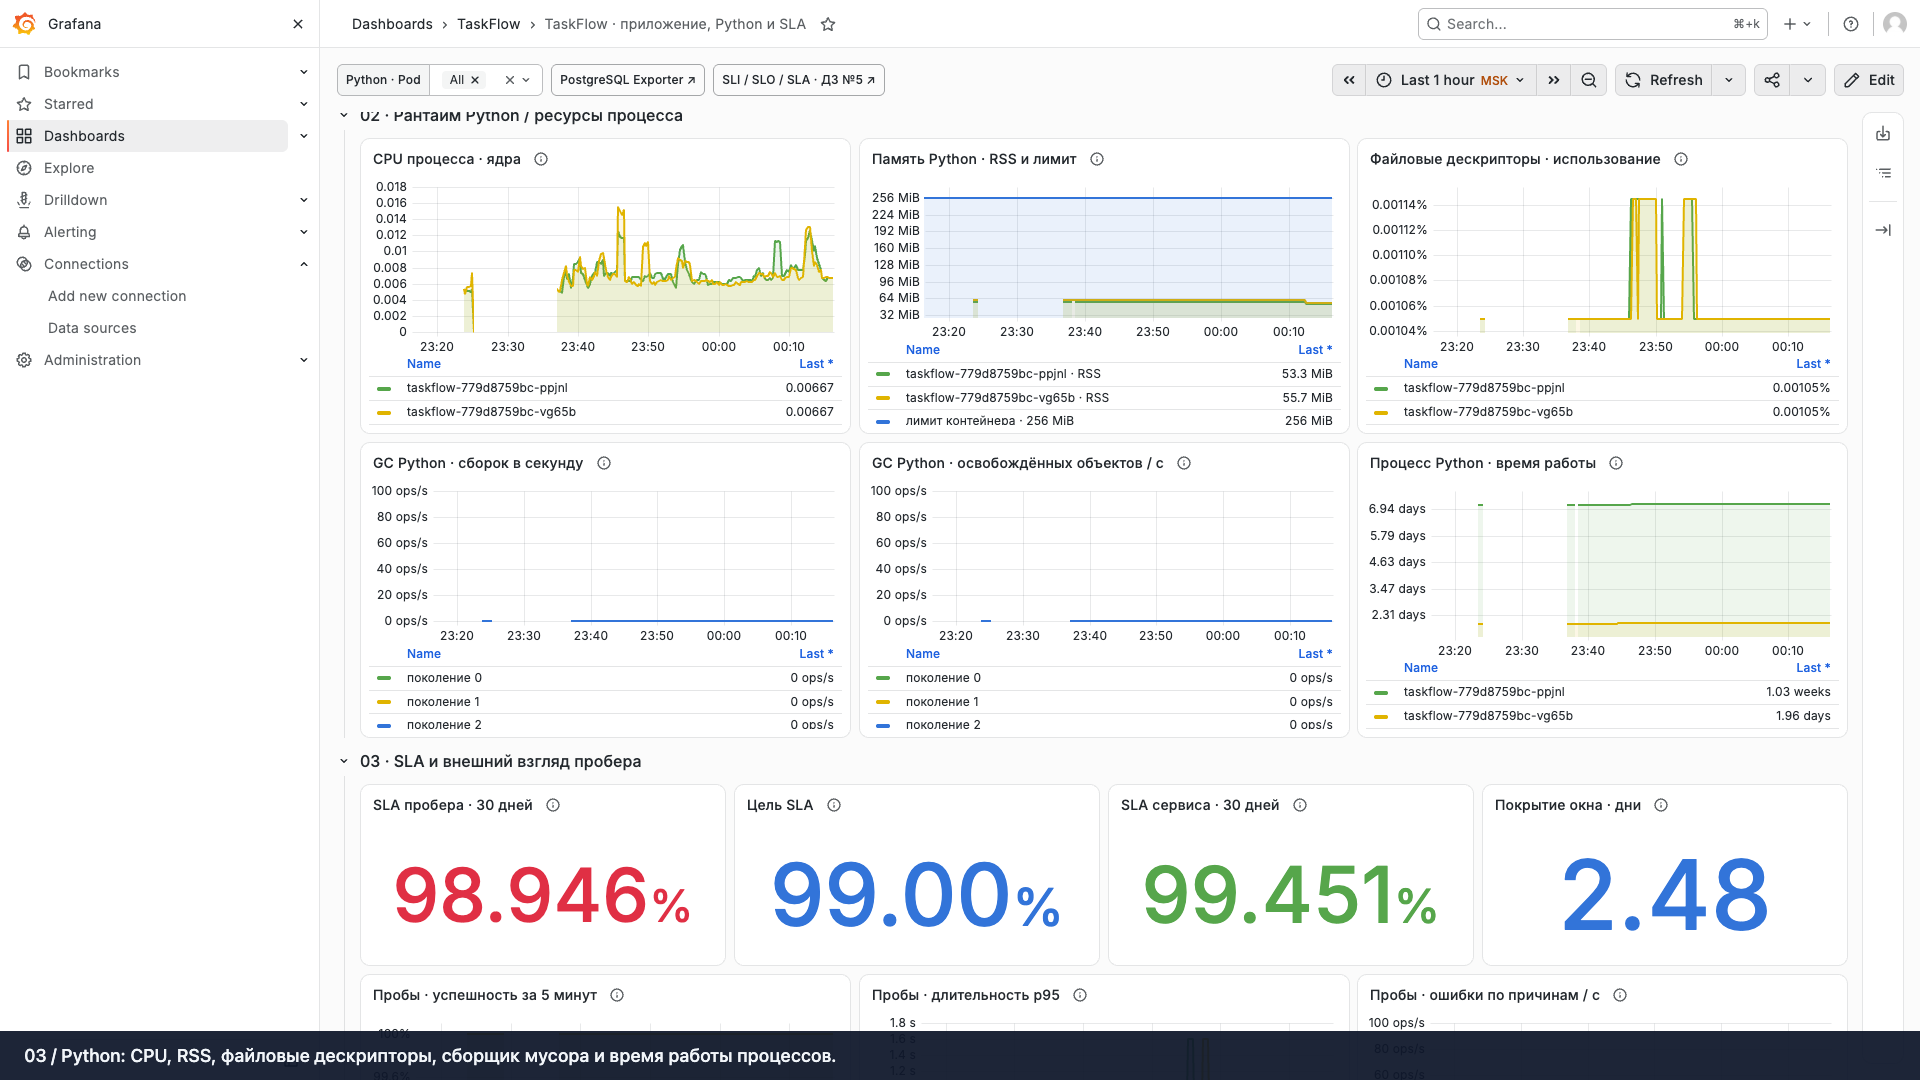 Grafana
Dashboards › TaskFlow › TaskFlow · приложение, Python и SLA
Search...
⌘+k
Bookmarks
Starred
Dashboards
Explore
Drilldown
Alerting
Connections
Add new connection
Data sources
Administration
Python · Pod
All
PostgreSQL Exporter
SLI / SLO / SLA · ДЗ №5
Last 1 hour MSK
Refresh
Edit
02 · Рантайм Python / ресурсы процесса
CPU процесса · ядра
0.018
0.016
0.014
0.012
0.01
0.008
0.006
0.004
0.002
0
23:20 23:30 23:40 23:50 00:00 00:10
Name Last *
taskflow-779d8759bc-ppjnl 0.00667
taskflow-779d8759bc-vg65b 0.00667
Память Python · RSS и лимит
256 MiB
224 MiB
192 MiB
160 MiB
128 MiB
96 MiB
64 MiB
32 MiB
23:20 23:30 23:40 23:50 00:00 00:10
Name Last *
taskflow-779d8759bc-ppjnl · RSS 53.3 MiB
taskflow-779d8759bc-vg65b · RSS 55.7 MiB
лимит контейнера · 256 MiB 256 MiB
Файловые дескрипторы · использование
0.00114%
0.00112%
0.00110%
0.00108%
0.00106%
0.00104%
23:20 23:30 23:40 23:50 00:00 00:10
Name Last *
taskflow-779d8759bc-ppjnl 0.00105%
taskflow-779d8759bc-vg65b 0.00105%
GC Python · сборок в секунду
100 ops/s
80 ops/s
60 ops/s
40 ops/s
20 ops/s
0 ops/s
23:20 23:30 23:40 23:50 00:00 00:10
Name Last *
поколение 0 0 ops/s
поколение 1 0 ops/s
поколение 2 0 ops/s
GC Python · освобождённых объектов / с
100 ops/s
80 ops/s
60 ops/s
40 ops/s
20 ops/s
0 ops/s
23:20 23:30 23:40 23:50 00:00 00:10
Name Last *
поколение 0 0 ops/s
поколение 1 0 ops/s
поколение 2 0 ops/s
Процесс Python · время работы
6.94 days
5.79 days
4.63 days
3.47 days
2.31 days
23:20 23:30 23:40 23:50 00:00 00:10
Name Last *
taskflow-779d8759bc-ppjnl 1.03 weeks
taskflow-779d8759bc-vg65b 1.96 days
03 · SLA и внешний взгляд пробера
SLA пробера · 30 дней
98.946%
Цель SLA
99.00%
SLA сервиса · 30 дней
99.451%
Покрытие окна · дни
2.48
Пробы · успешность за 5 минут
100%
99.6%
Пробы · длительность p95
1.8 s
1.6 s
1.4 s
1.2 s
Пробы · ошибки по причинам / с
100 ops/s
80 ops/s
60 ops/s
03 / Python: CPU, RSS, файловые дескрипторы, сборщик мусора и время работы процессов.